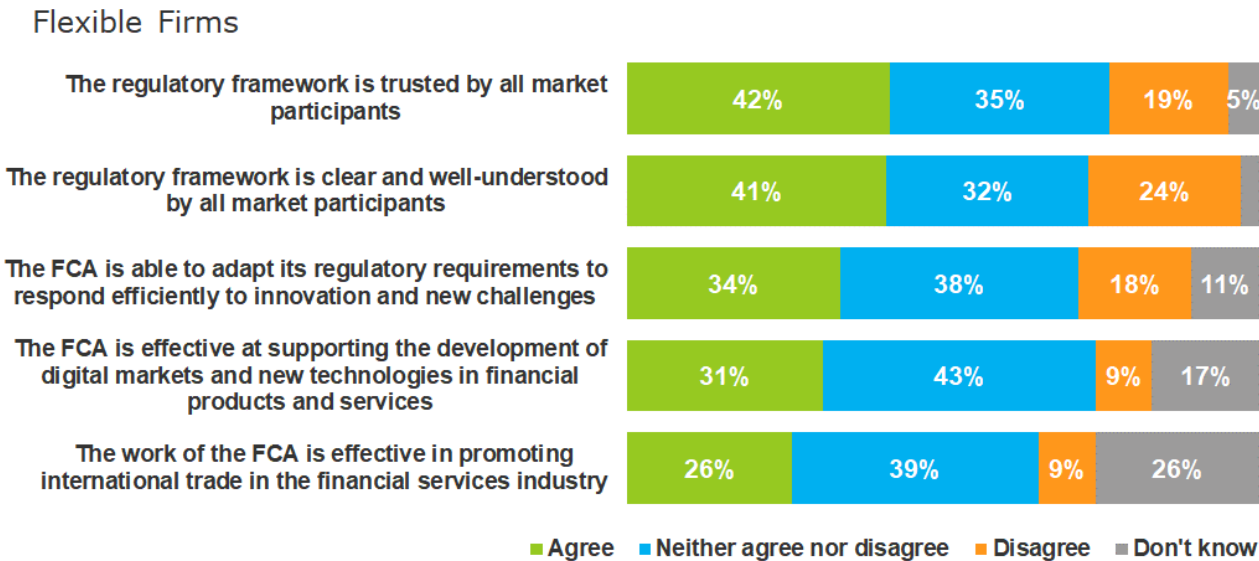 Flexible Firms
The regulatory framework is trusted by all market
participants
42% 35% 19% 5%
The regulatory framework is clear and well-understood
by all market participants
41% 32% 24%
The FCA is able to adapt its regulatory requirements to
respond efficiently to innovation and new challenges
34% 38% 18% 11%
The FCA is effective at supporting the development of
digital markets and new technologies in financial
products and services
31% 43% 9% 17%
The work of the FCA is effective in promoting
international trade in the financial services industry
26% 39% 9% 26%
Agree Neither agree nor disagree Disagree Don't know